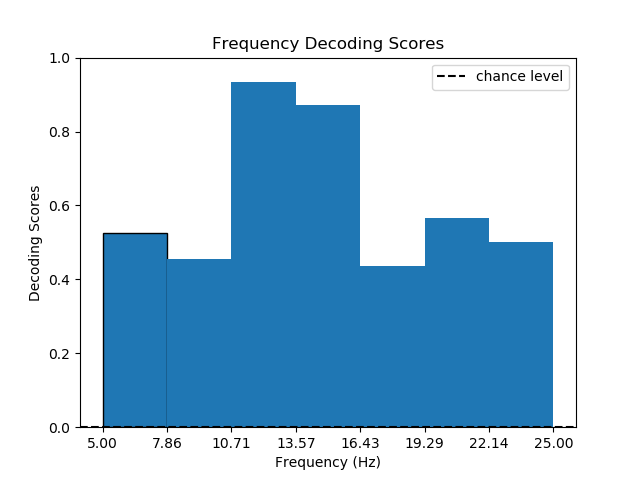 Frequency Decoding Scores
chance level
1.0
0.8
0.6
0.4
0.2
0.0
Decoding Scores
5.00 7.86 10.71 13.57 16.43 19.29 22.14 25.00
Frequency (Hz)